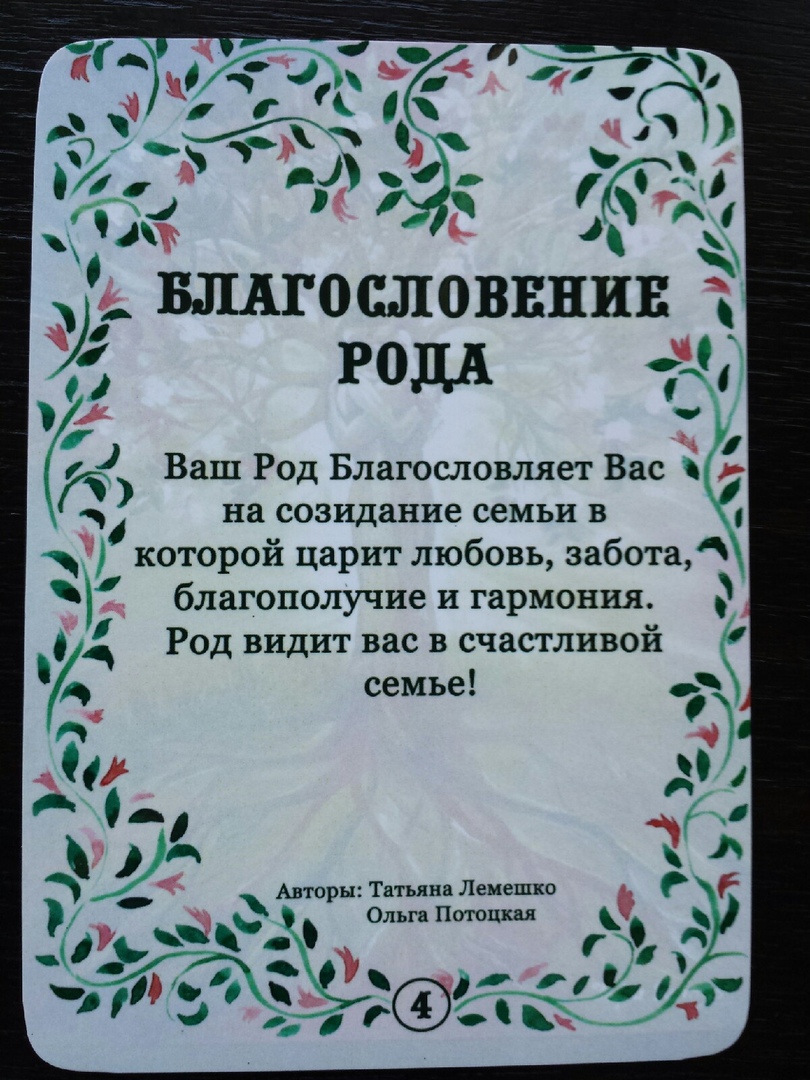 БЛАГОСЛОВЕНИЕ
РОДА
Ваш Род Благословляет Вас
на созидание семьи в
которой царит любовь, забота,
благополучие и гармония.
Род видит вас в счастливой
семье!
Авторы: Татьяна Лемешко
Ольга Потоцкая
4